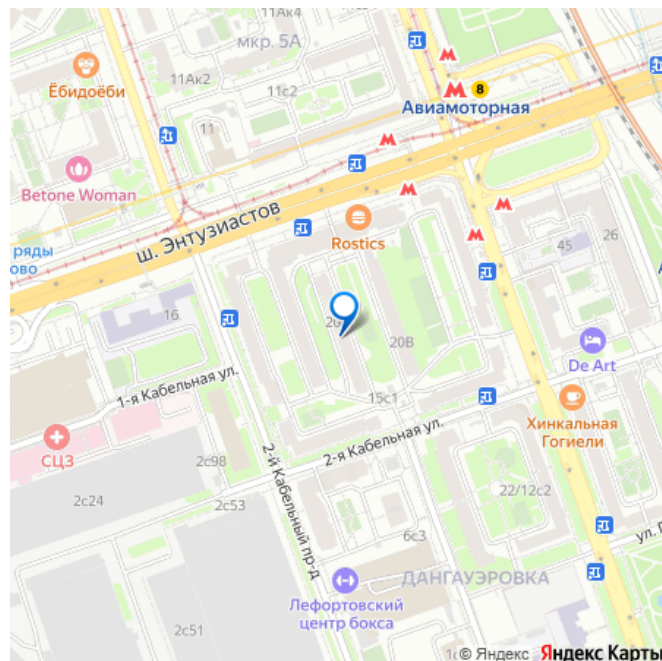 11Ак4
мкр. 5А
Ёбидоёби
11Ак2
11с2
8
Авиамоторная
11
Betone Woman
ш. Энтузиастов
Rostics
ряды
ово
45
26
16
20В
De Art
1-я Кабельная ул.
15с1
Хинкальная
Гогиели
СЦЗ
2-я Кабельная ул.
2с98
2с24
2с53
22/12с2
2-й Кабельный пр-д
6с3
ДАНГАУЭРОВКА
Лефортовский
центр бокса
2с51
© Яндекс Яндекс Карты